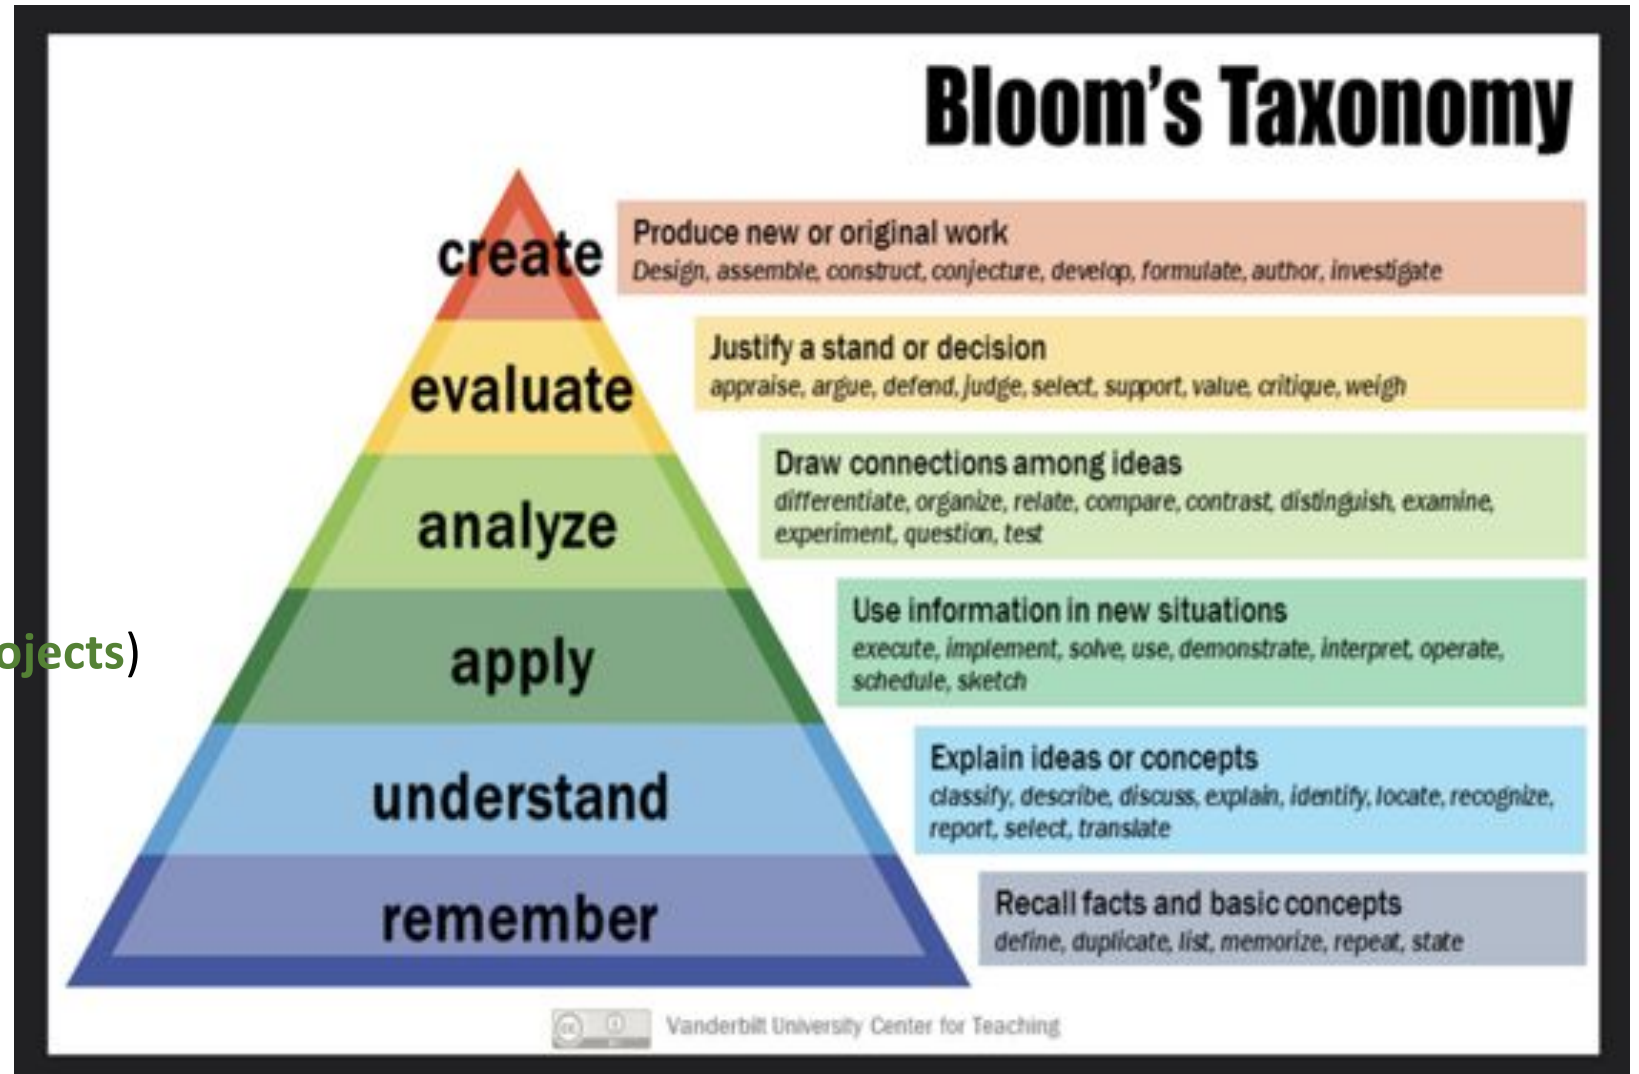 Bloom's Taxonomy
create
Produce new or original work
Design, assemble, construct, conjecture, develop, formulate, author, investigate
evaluate
Justify a stand or decision
appraise, argue, defend, judge, select, support, value, critique, weigh
analyze
Draw connections among ideas
differentiate, organize, relate, compare, contrast, distinguish, examine,
experiment, question, test
ojects)
apply
Use information in new situations
execute, implement, solve, use, demonstrate, interpret, operate,
schedule, sketch
understand
Explain ideas or concepts
classify, describe, discuss, explain, identify, locate, recognize,
report, select, translate
remember
Recall facts and basic concepts
define, duplicate, list, memorize, repeat, state
cc
Vanderbilt University Center for Teaching